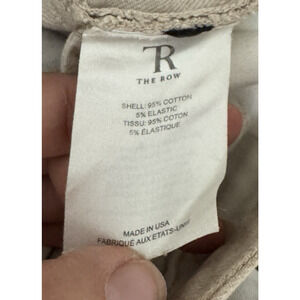 TR
THE ROW
SHELL: 95% COTTON
5% ELASTIC
TISSU: 95% COTON
5% ÉLASTIQUE
MADE IN USA
FABRIQUÉ AUX ETATS-UNIS